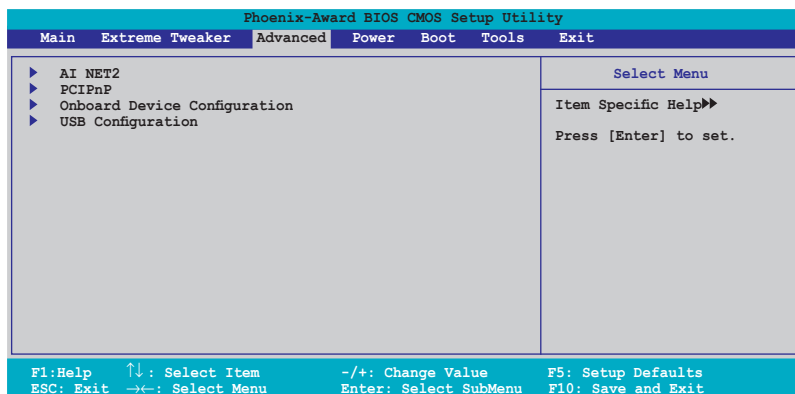 Phoenix-Award BIOS CMOS Setup Utility
Main Extreme Tweaker Advanced Power Boot Tools Exit
AI NET2
PCIPnP
Onboard Device Configuration
USB Configuration
Select Menu
Item Specific Help
Press [Enter] to set.
F1:Help ↑↓ : Select Item -/+: Change Value F5: Setup Defaults
ESC: Exit →←: Select Menu Enter: Select SubMenu F10: Save and Exit